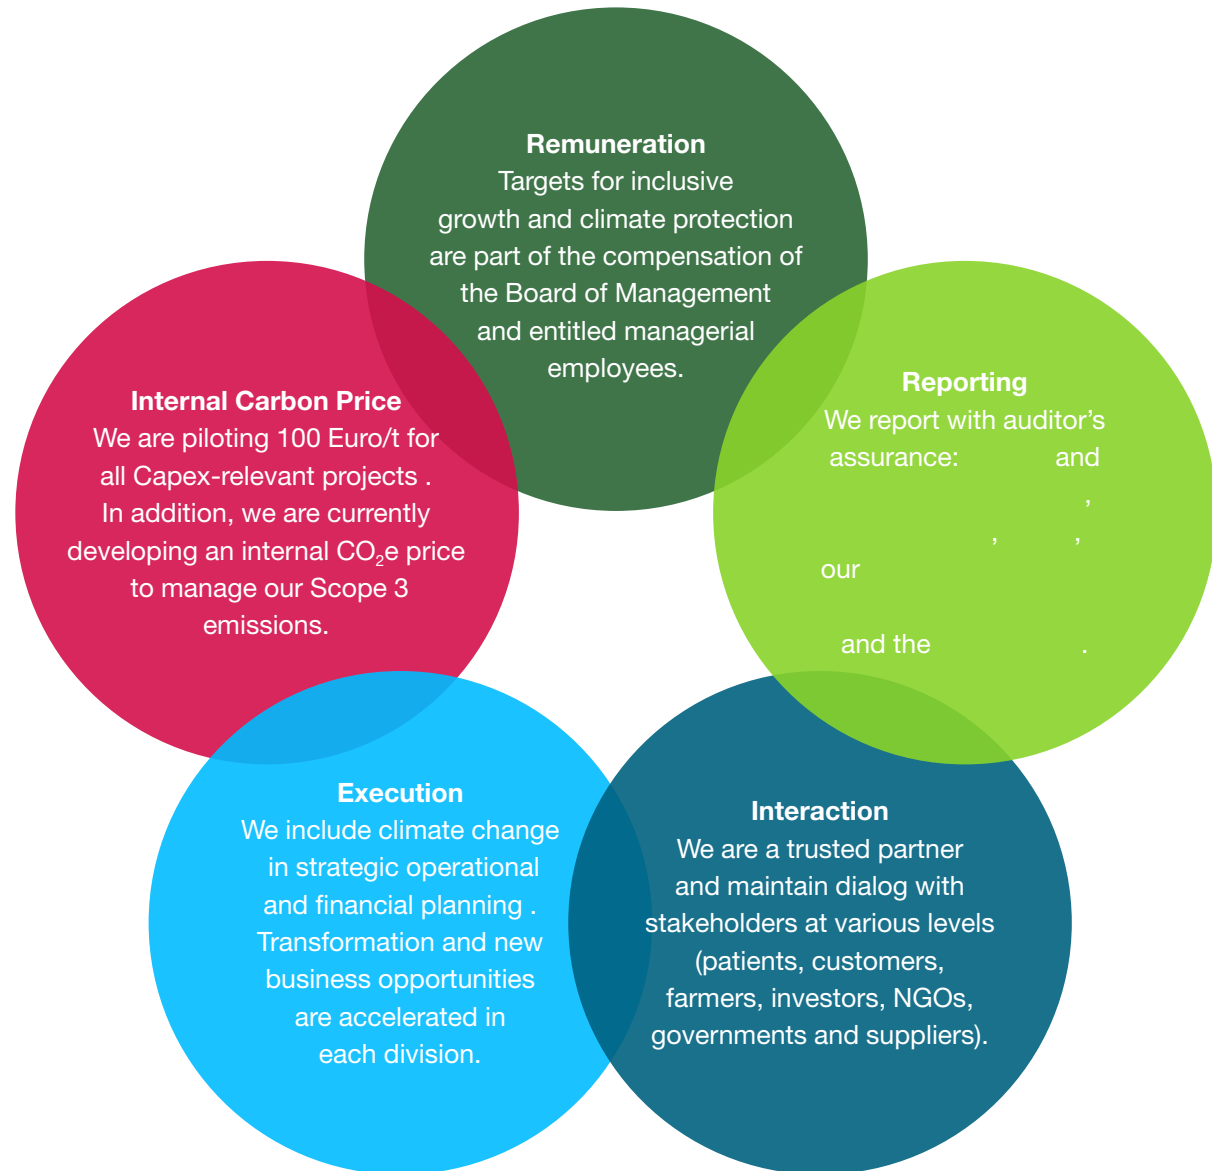 Remuneration
Targets for inclusive
growth and climate protection
are part of the compensation of
the Board of Management
and entitled managerial
employees.
Internal Carbon Price
We are piloting 100 Euro/t for
all Capex-relevant projects .
In addition, we are currently
developing an internal CO₂e price
to manage our Scope 3
emissions.
Reporting
We report with auditor’s
assurance: and
,
, ,
our
and the .
Execution
We include climate change
in strategic operational
and financial planning .
Transformation and new
business opportunities
are accelerated in
each division.
Interaction
We are a trusted partner
and maintain dialog with
stakeholders at various levels
(patients, customers,
farmers, investors, NGOs,
governments and suppliers).